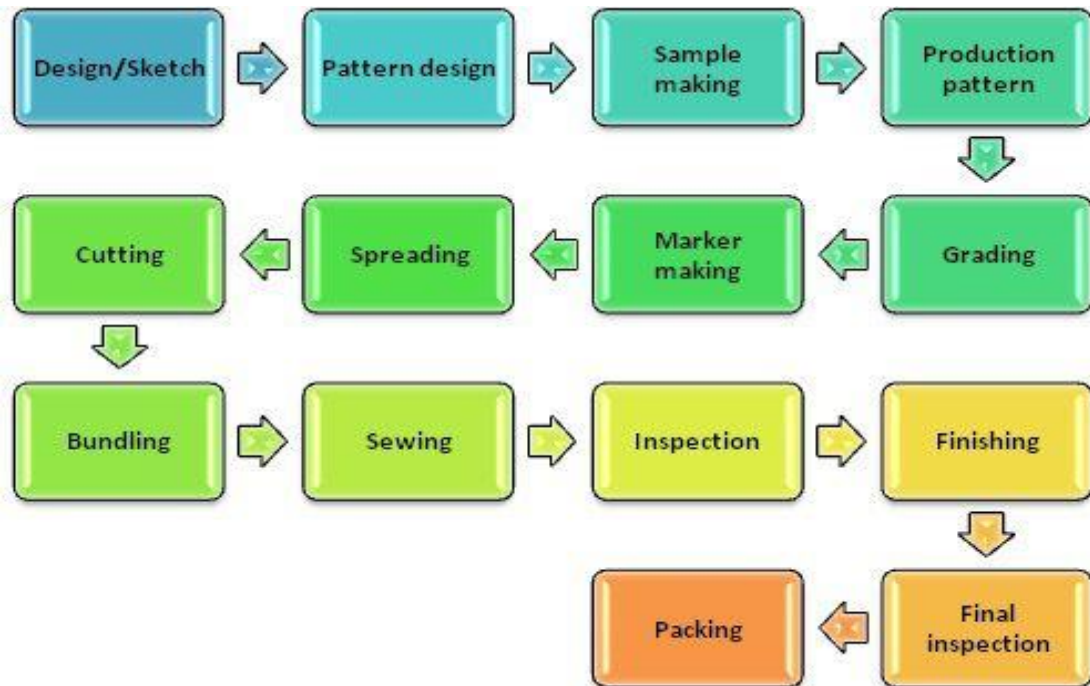 Design/Sketch
Pattern design
Sample
making
Production
pattern
Grading
Marker
making
Spreading
Cutting
Bundling
Sewing
Inspection
Finishing
Final
inspection
Packing